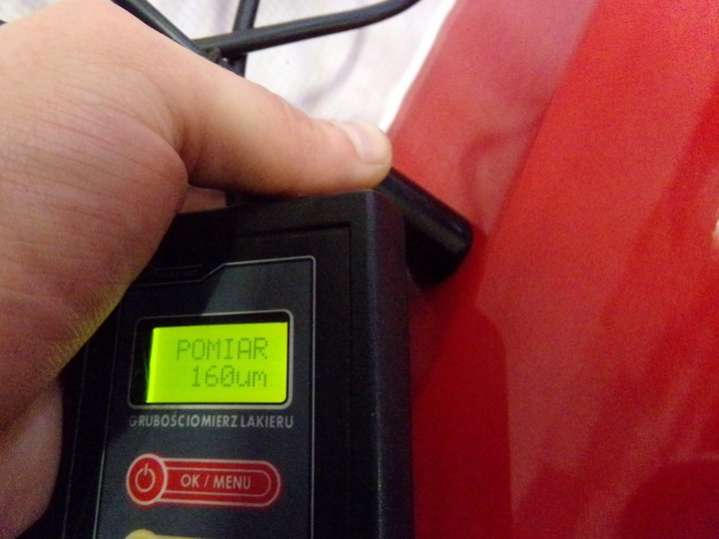 POMIAR
160um
GRUBOŚCIOMIERZ LAKIERU
OK / MENU